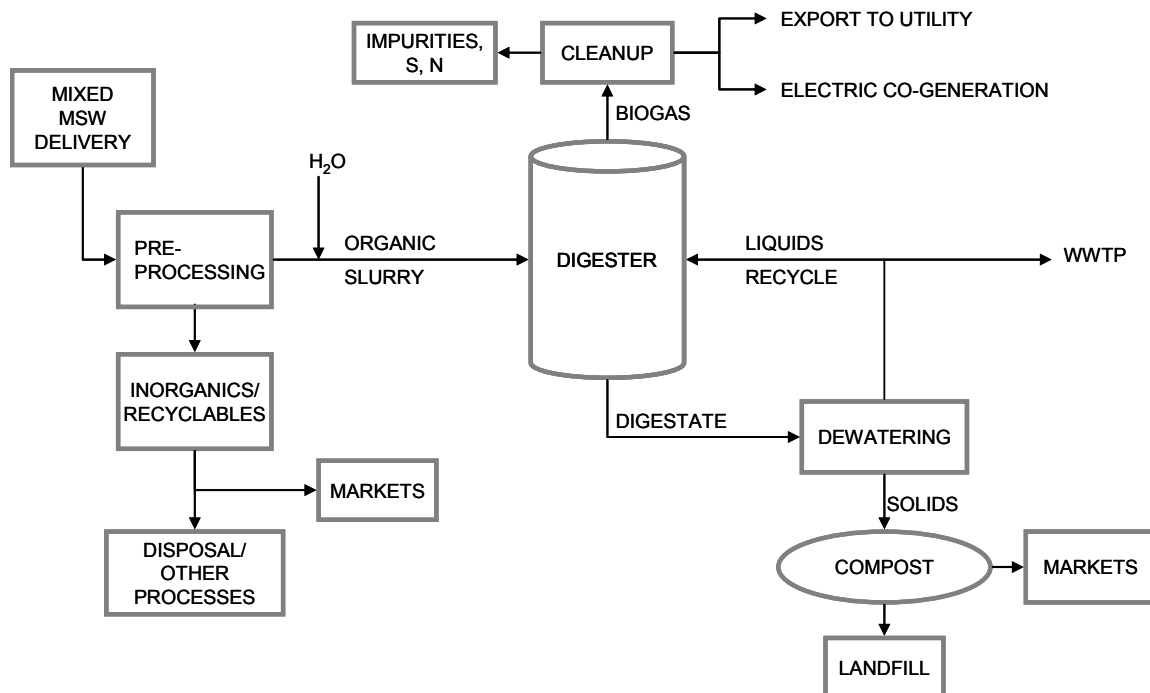 EXPORT TO UTILITY
IMPURITIES,
S, N
CLEANUP
ELECTRIC CO-GENERATION
MIXED
MSW
DELIVERY
BIOGAS
H₂O
PRE-
PROCESSING
ORGANIC
SLURRY
DIGESTER
LIQUIDS
RECYCLE
WWTP
INORGANICS/
RECYCLABLES
DIGESTATE
DEWATERING
MARKETS
SOLIDS
DISPOSAL/
OTHER
PROCESSES
COMPOST
MARKETS
LANDFILL